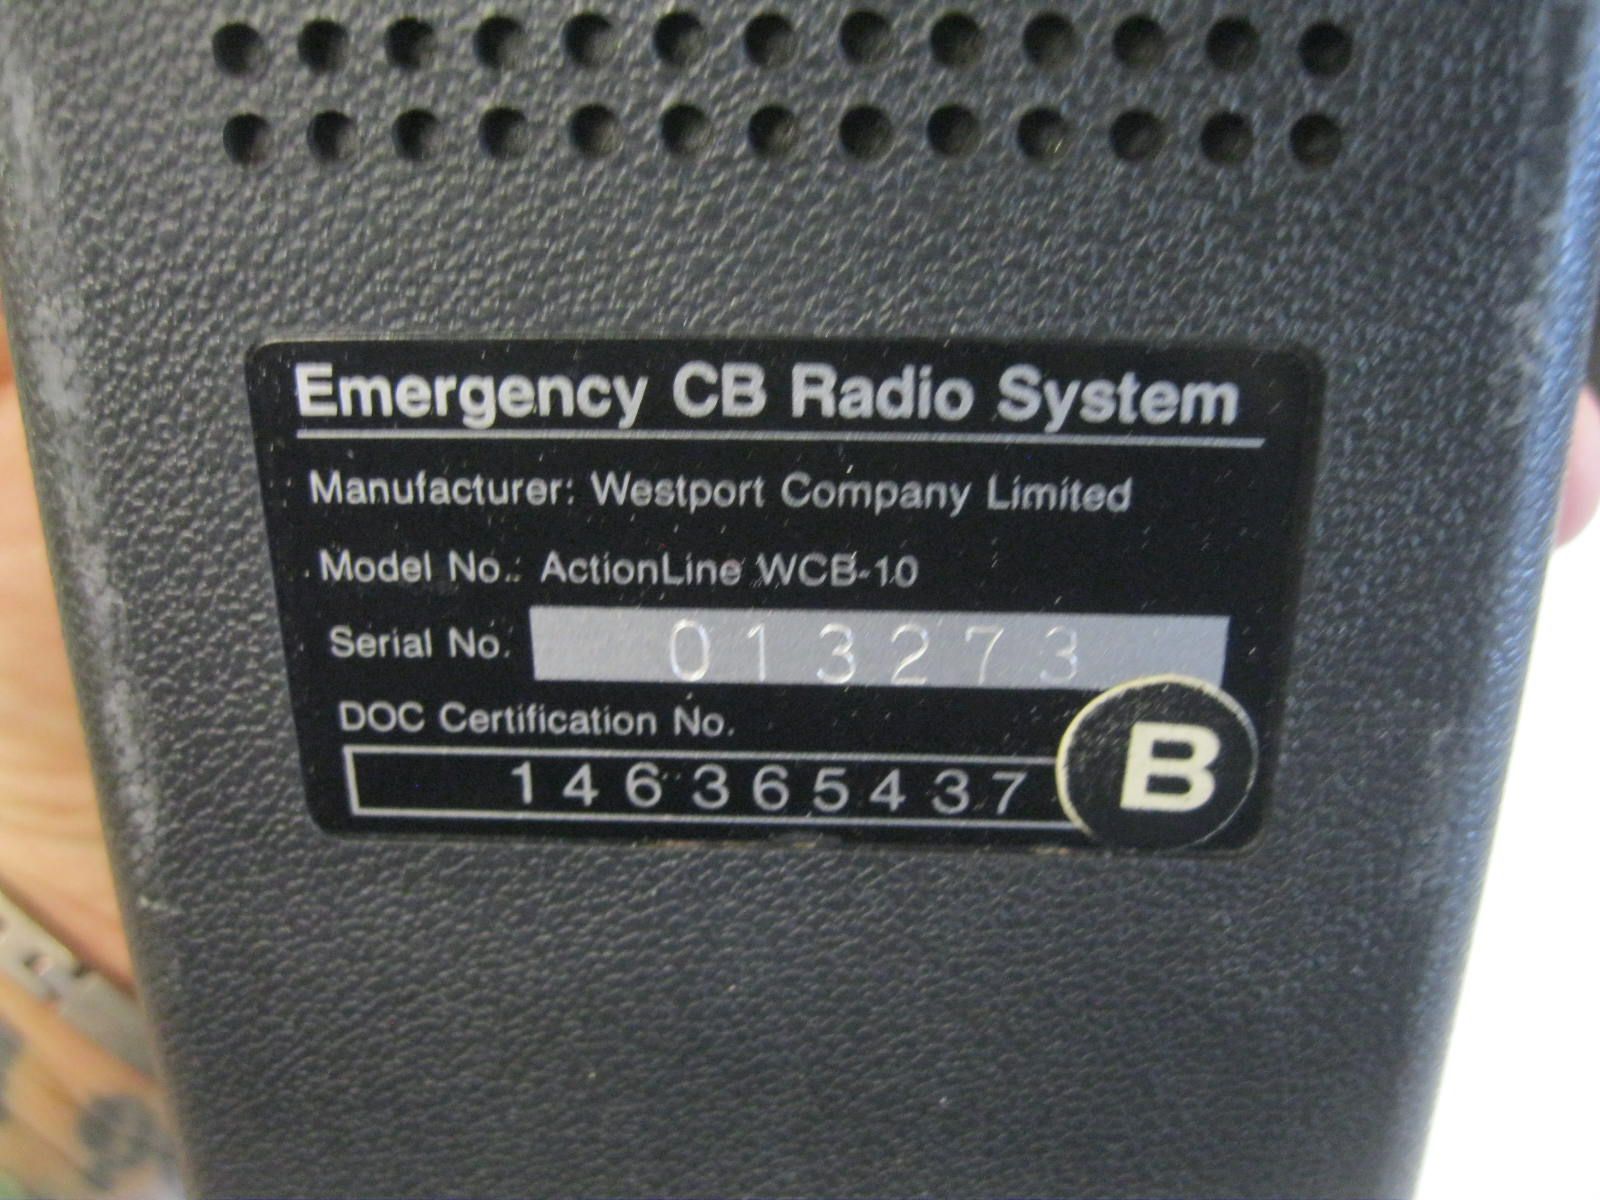 Emergency CB Radio System
Manufacturer: Westport Company Limited
Model No.: ActionLine WCB-10
Serial No. 013273
DOC Certification No.
146365437
B